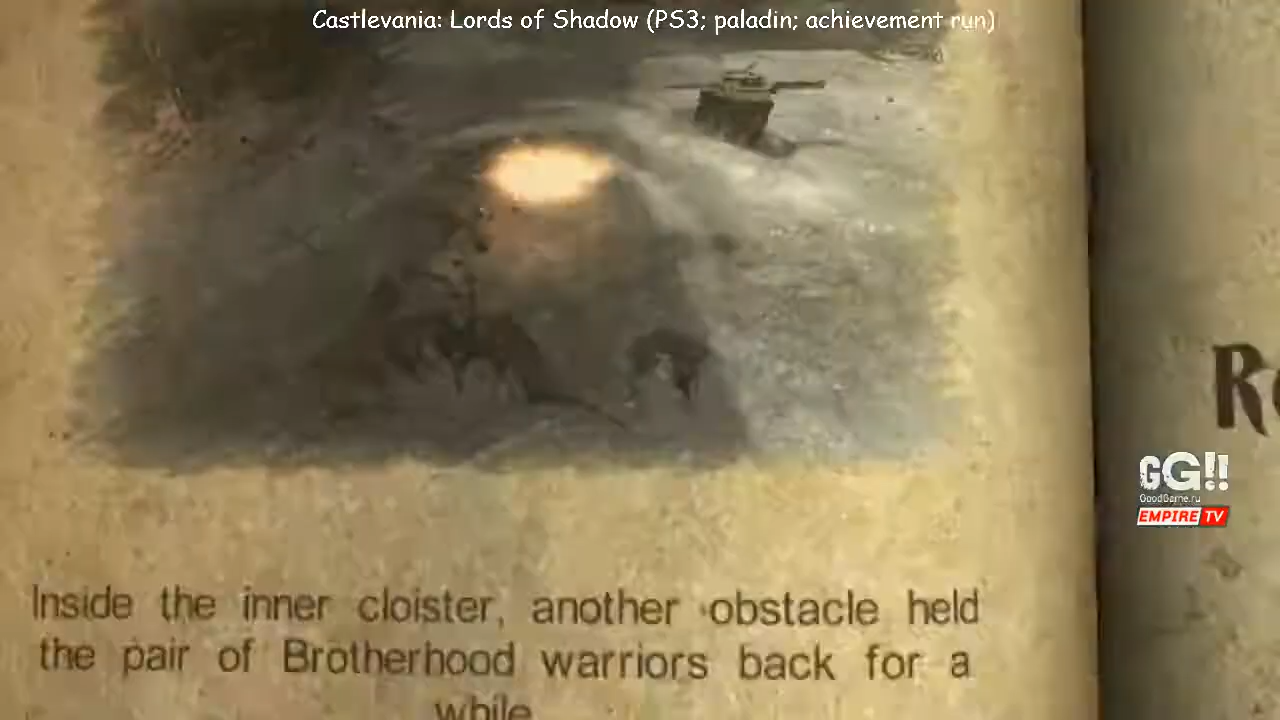 Castlevania: Lords of Shadow (PS3; paladin; achievement run)
R
GG!!
GoodGame.ru
EMPIRE TV
Inside the inner cloister, another obstacle held
the pair of Brotherhood warriors back for a
while